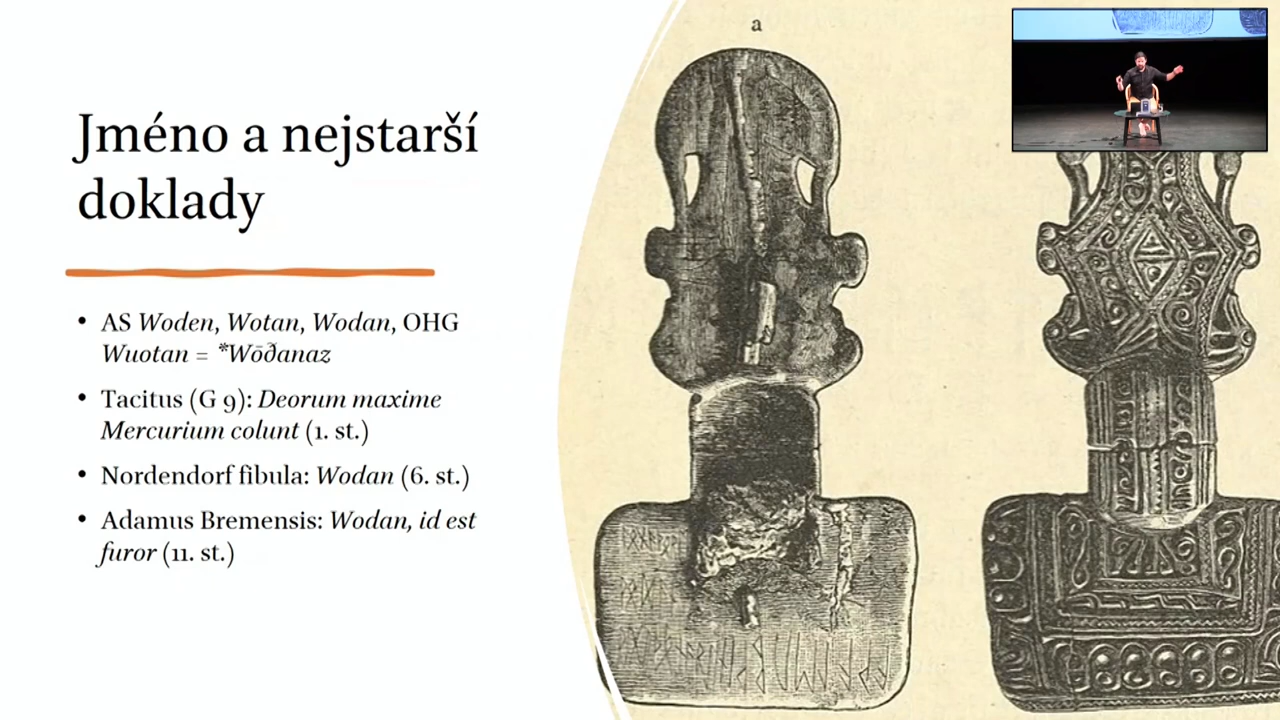 Jméno a nejstarší
doklady
• AS Woden, Wotan, Wodan, OHG
Wuotan = *Wōðanaz
• Tacitus (G 9): Deorum maxime
Mercurium colunt (1. st.)
• Nordendorf fibula: Wodan (6. st.)
• Adamus Bremensis: Wodan, id est
furor (11. st.)
a